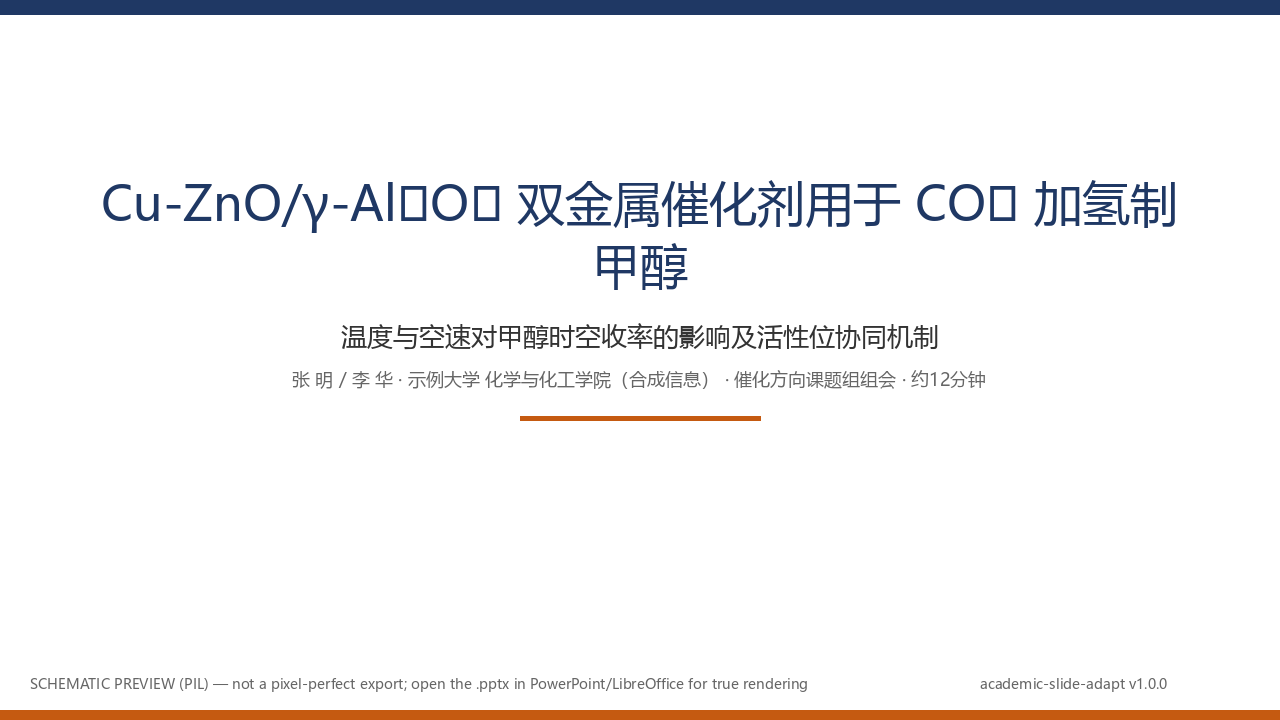 Cu-ZnO/γ-Al▯O▯ 双金属催化剂用于 CO▯ 加氢制
甲醇
温度与空速对甲醇时空收率的影响及活性位协同机制
张 明 / 李 华 · 示例大学 化学与化工学院（合成信息） · 催化方向课题组组会 · 约12分钟
SCHEMATIC PREVIEW (PIL) — not a pixel-perfect export; open the .pptx in PowerPoint/LibreOffice for true rendering
academic-slide-adapt v1.0.0